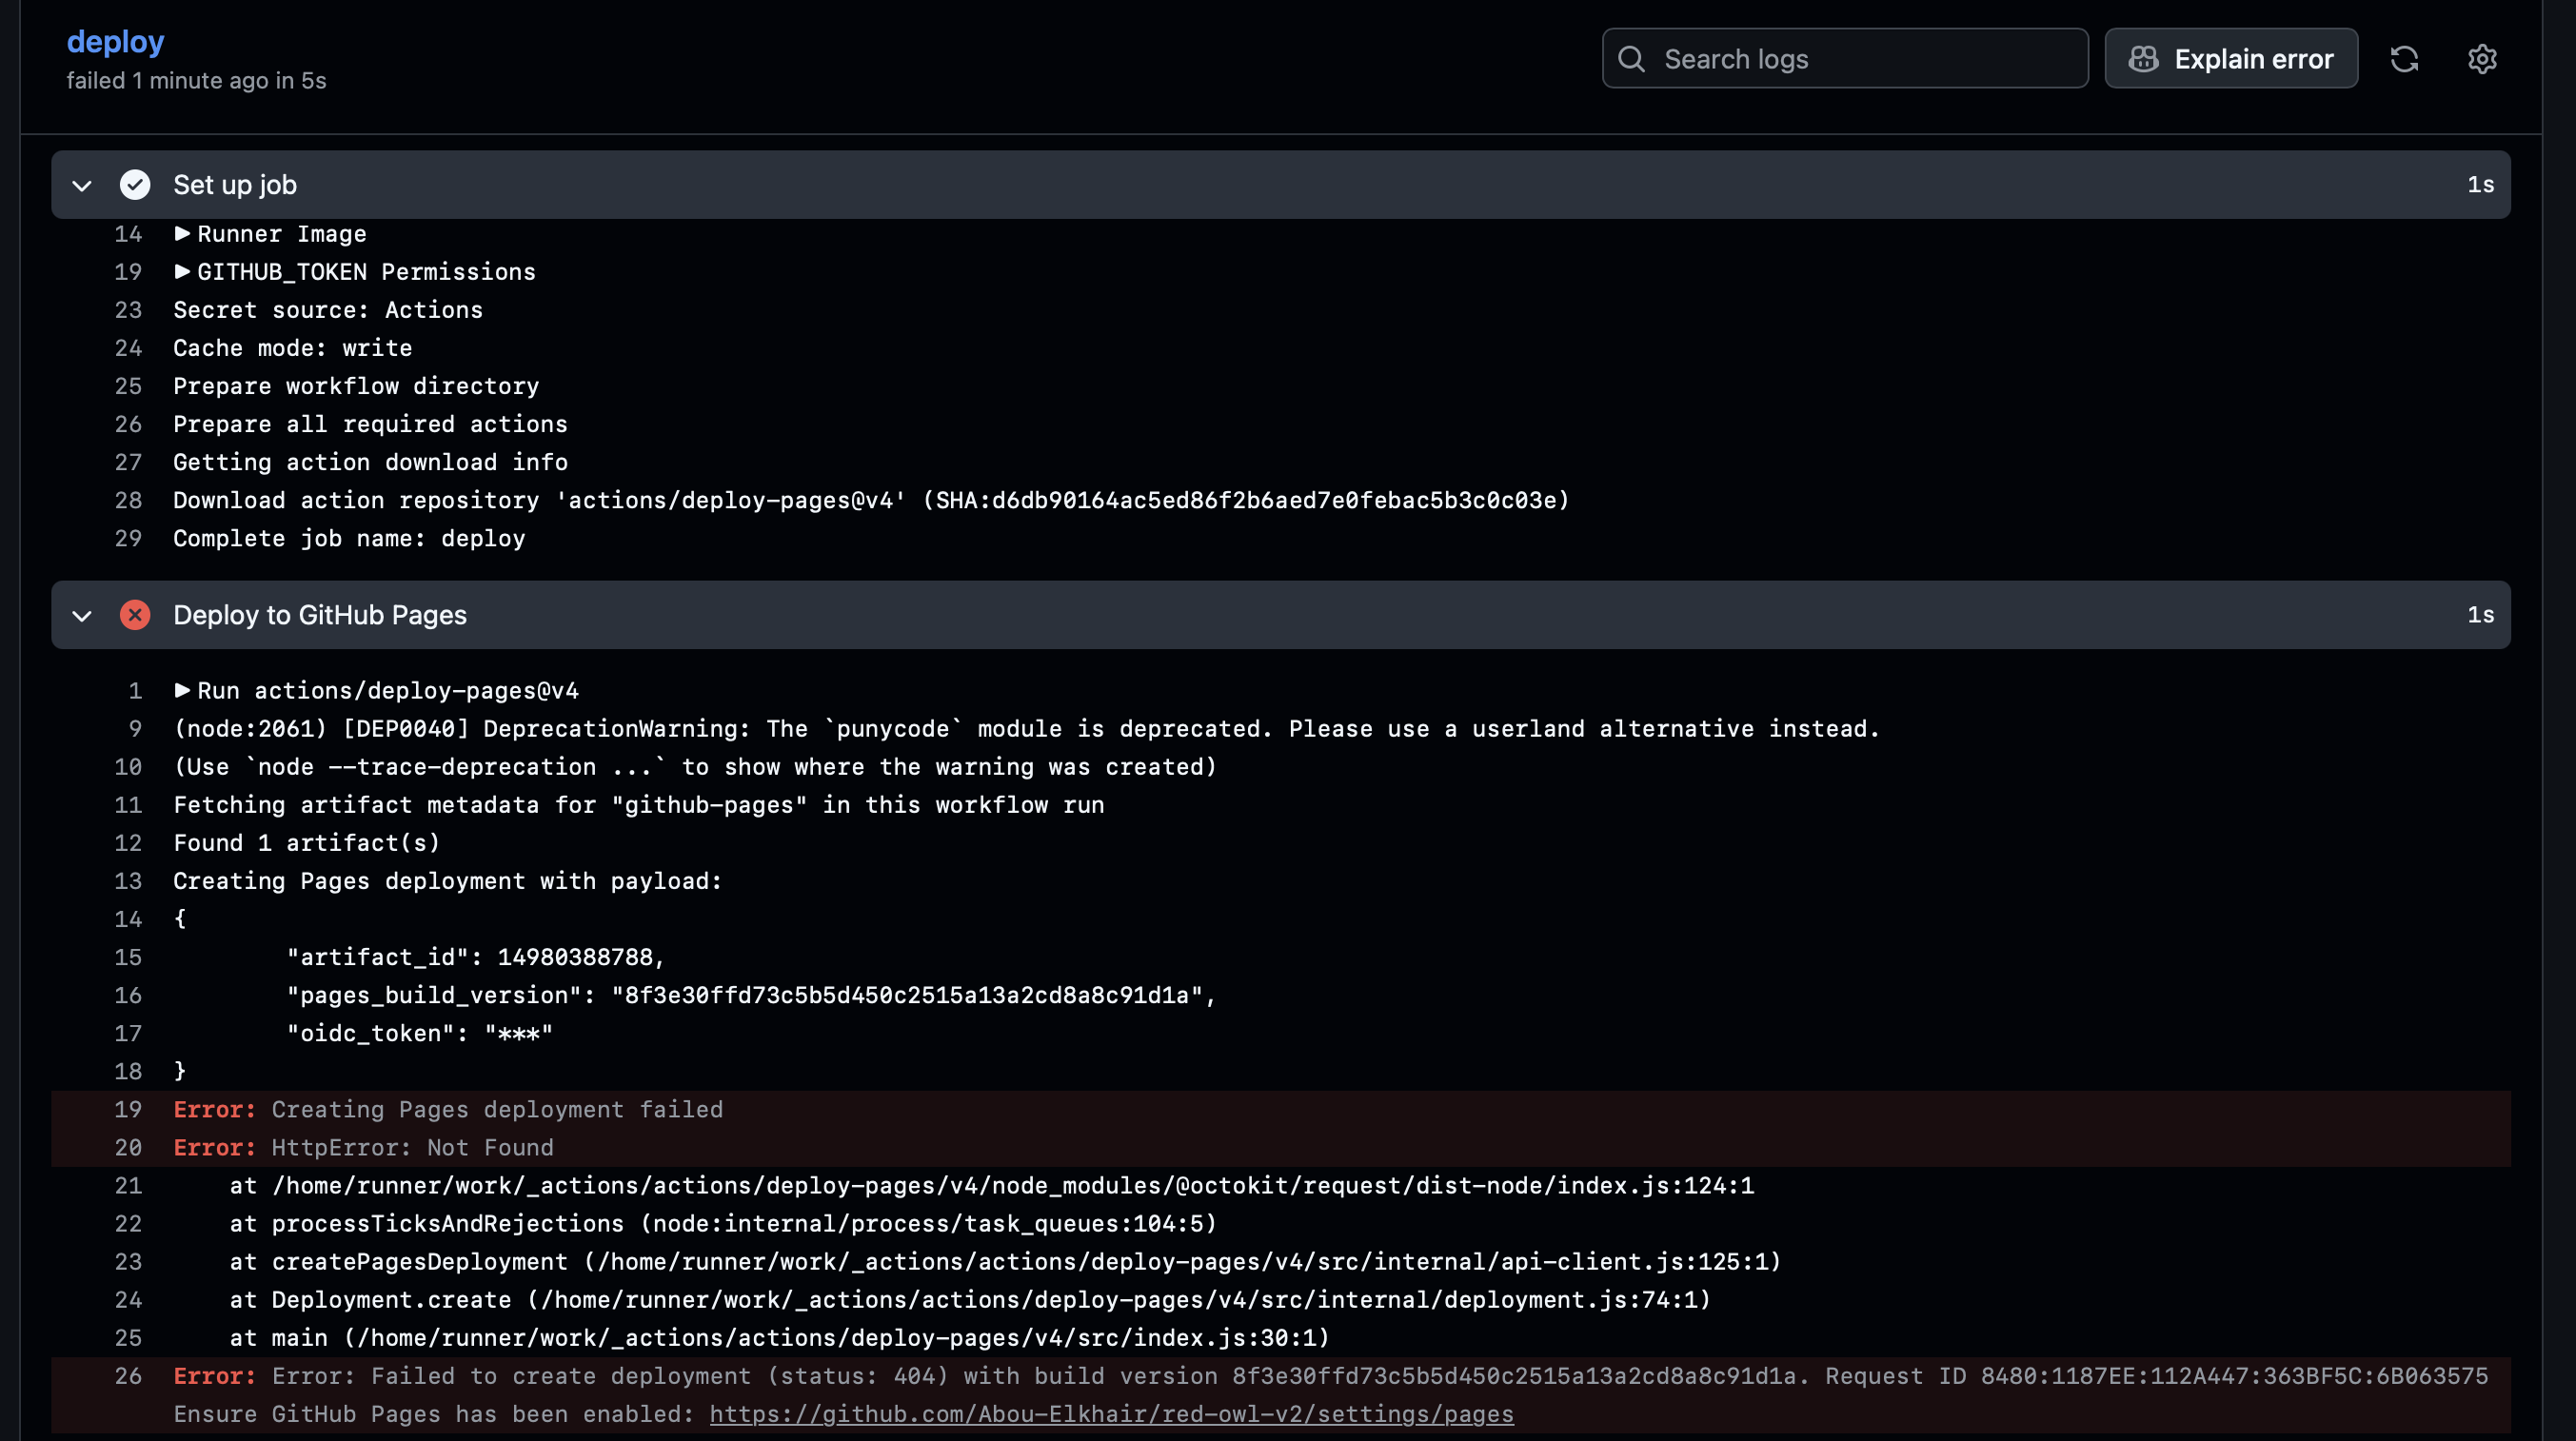 deploy
failed 1 minute ago in 5s
Search logs
Explain error
Set up job
1s
14 Runner Image
19 GITHUB_TOKEN Permissions
23 Secret source: Actions
24 Cache mode: write
25 Prepare workflow directory
26 Prepare all required actions
27 Getting action download info
28 Download action repository 'actions/deploy-pages@v4' (SHA:d6db90164ac5ed86f2b6aed7e0febac5b3c0c03e)
29 Complete job name: deploy
Deploy to GitHub Pages
1s
1 Run actions/deploy-pages@v4
9 (node:2061) [DEP0040] DeprecationWarning: The `punycode` module is deprecated. Please use a userland alternative instead.
10 (Use `node --trace-deprecation ...` to show where the warning was created)
11 Fetching artifact metadata for "github-pages" in this workflow run
12 Found 1 artifact(s)
13 Creating Pages deployment with payload:
14 {
15 "artifact_id": 14980388788,
16 "pages_build_version": "8f3e30ffd73c5b5d450c2515a13a2cd8a8c91d1a",
17 "oidc_token": "***"
18 }
19 Error: Creating Pages deployment failed
20 Error: HttpError: Not Found
21 at /home/runner/work/_actions/actions/deploy-pages/v4/node_modules/@octokit/request/dist-node/index.js:124:1
22 at processTicksAndRejections (node:internal/process/task_queues:104:5)
23 at createPagesDeployment (/home/runner/work/_actions/actions/deploy-pages/v4/src/internal/api-client.js:125:1)
24 at Deployment.create (/home/runner/work/_actions/actions/deploy-pages/v4/src/internal/deployment.js:74:1)
25 at main (/home/runner/work/_actions/actions/deploy-pages/v4/src/index.js:30:1)
26 Error: Error: Failed to create deployment (status: 404) with build version 8f3e30ffd73c5b5d450c2515a13a2cd8a8c91d1a. Request ID 8480:1187EE:112A447:363BF5C:6B063575
Ensure GitHub Pages has been enabled: https://github.com/Abou-Elkhair/red-owl-v2/settings/pages